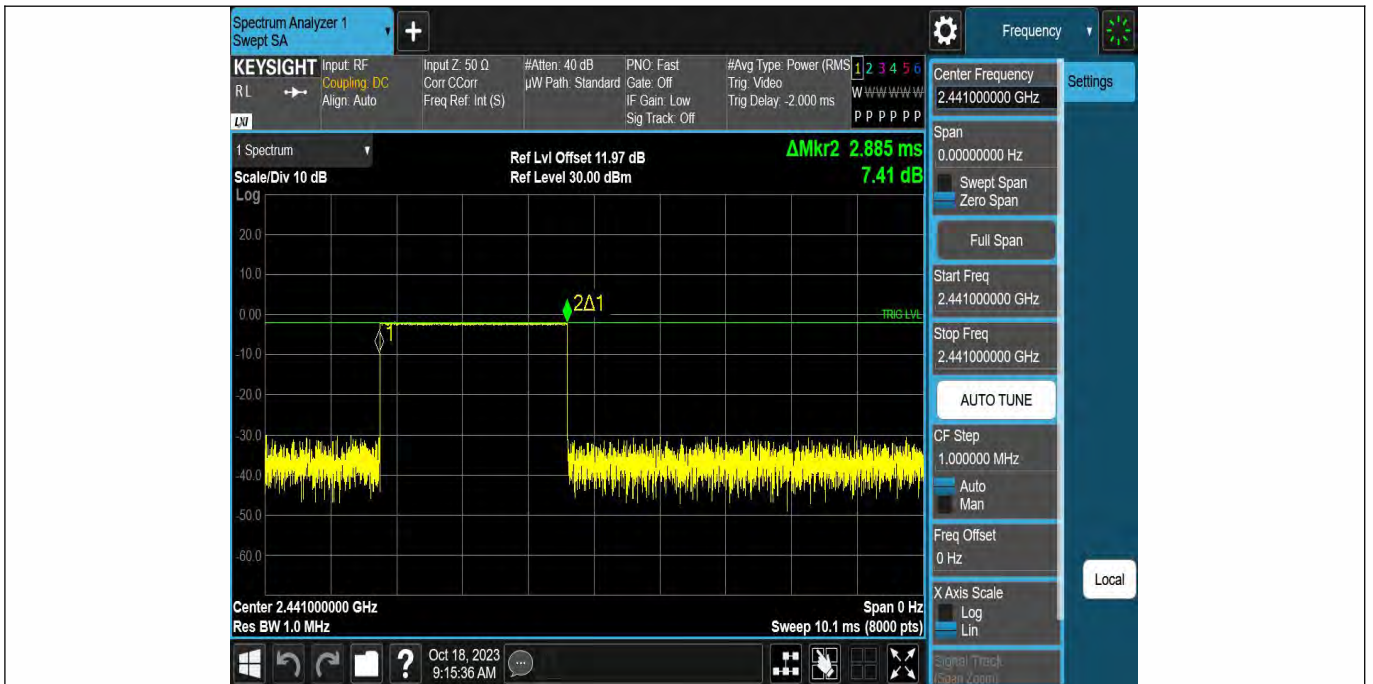 Spectrum Analyzer 1
Swept SA
+
Frequency
KEYSIGHT
RL
LXI
Input: RF
Coupling: DC
Align: Auto
Input Z: 50 Ω
Corr CCorr
Freq Ref: Int (S)
#Atten: 40 dB
µW Path: Standard
PNO: Fast
Gate: Off
IF Gain: Low
Sig Track: Off
#Avg Type: Power (RMS
Trig: Video
Trig Delay: -2.000 ms
1 2 3 4 5 6
W W W W W W
P P P P P P
1 Spectrum
Scale/Div 10 dB
Log
Ref Lvl Offset 11.97 dB
Ref Level 30.00 dBm
ΔMkr2 2.885 ms
7.41 dB
20.0
10.0
0.00
-10.0
-20.0
-30.0
-40.0
-50.0
-60.0
2Δ1
1
TRIG LVL
Center 2.441000000 GHz
Res BW 1.0 MHz
Span 0 Hz
Sweep 10.1 ms (8000 pts)
Center Frequency
2.441000000 GHz
Settings
Span
0.00000000 Hz
Swept Span
Zero Span
Full Span
Start Freq
2.441000000 GHz
Stop Freq
2.441000000 GHz
AUTO TUNE
CF Step
1.000000 MHz
Auto
Man
Freq Offset
0 Hz
X Axis Scale
Log
Lin
Local
Signal Track
(Span Zoom)
?
Oct 18, 2023
9:15:36 AM